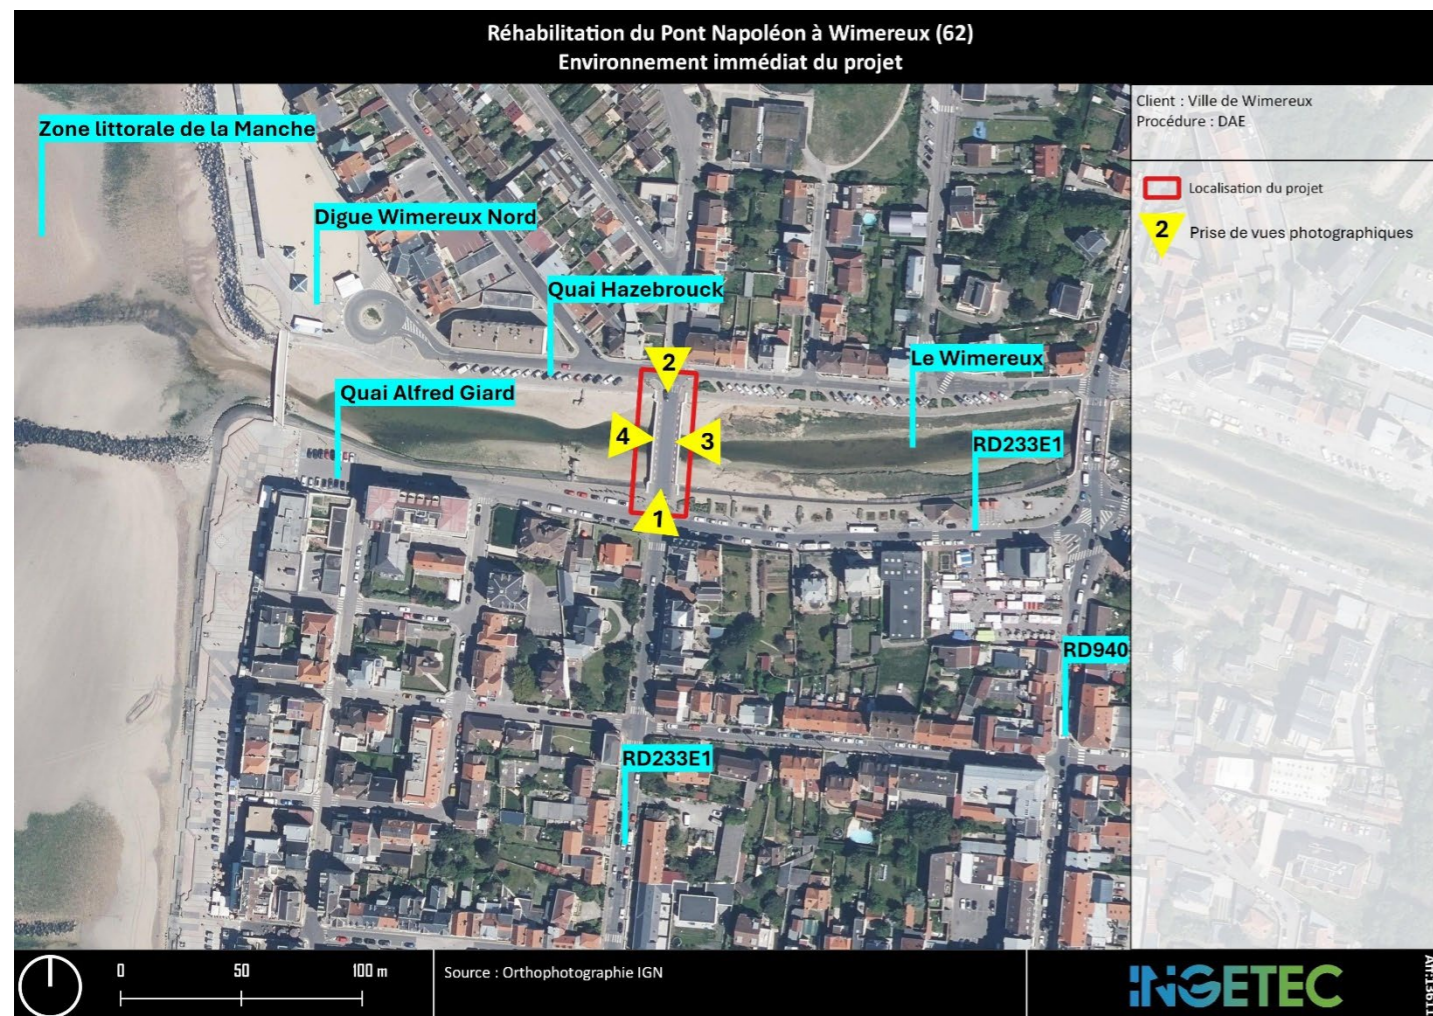 Réhabilitation du Pont Napoléon à Wimereux (62)
Environnement immédiat du projet
Client : Ville de Wimereux
Procédure : DAE
Localisation du projet
2
Prise de vues photographiques
Zone littorale de la Manche
Digue Wimereux Nord
Quai Hazebrouck
Le Wimereux
Quai Alfred Giard
RD233E1
2
4
3
1
RD940
RD233E1
0 50 100 m
Source : Orthophotographie IGN
INGETEC